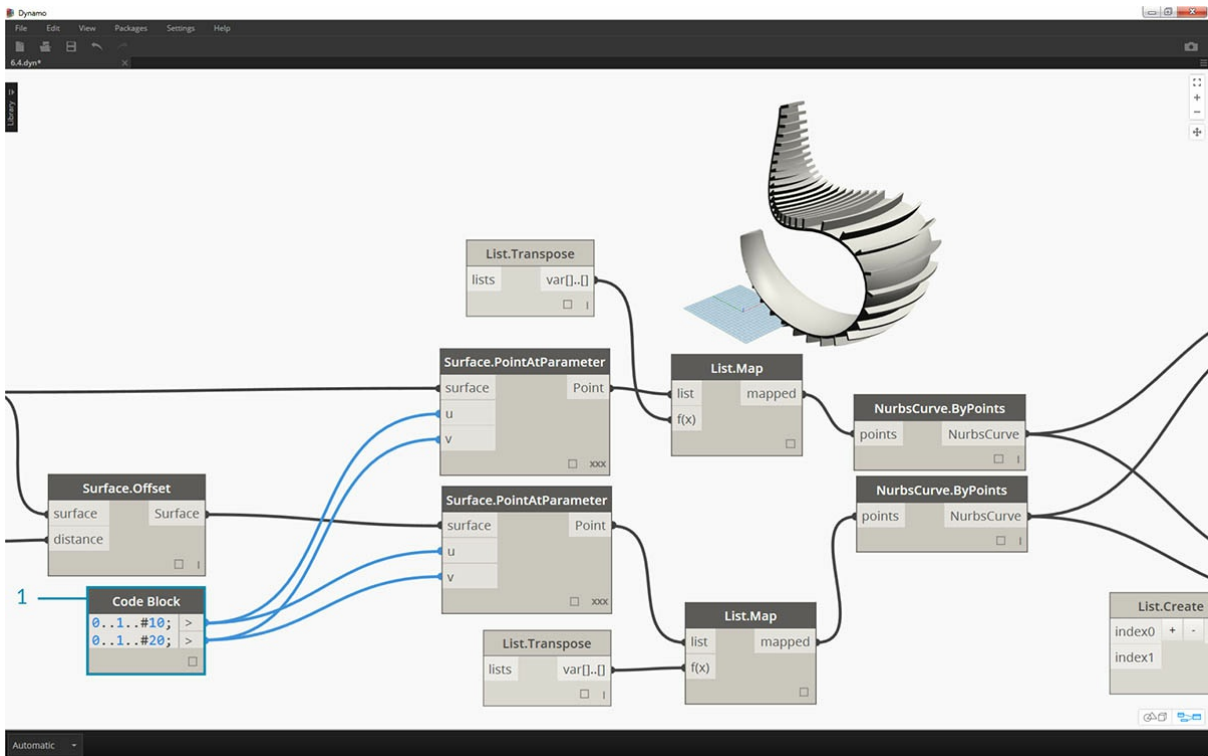 Dynamo
File Edit View Packages Settings Help
6.4.dyn*
Library
List.Transpose
lists var[]..[]
I
Surface.PointAtParameter
surface Point
u
v
xxx
List.Map
list mapped
f(x)
NurbsCurve.ByPoints
points NurbsCurve
I
Surface.Offset
surface Surface
distance
I
Surface.PointAtParameter
surface Point
u
v
xxx
NurbsCurve.ByPoints
points NurbsCurve
I
1
Code Block
0..1..#10; >
0..1..#20; >
List.Transpose
lists var[]..[]
I
List.Map
list mapped
f(x)
List.Create
index0 + -
index1
Automatic